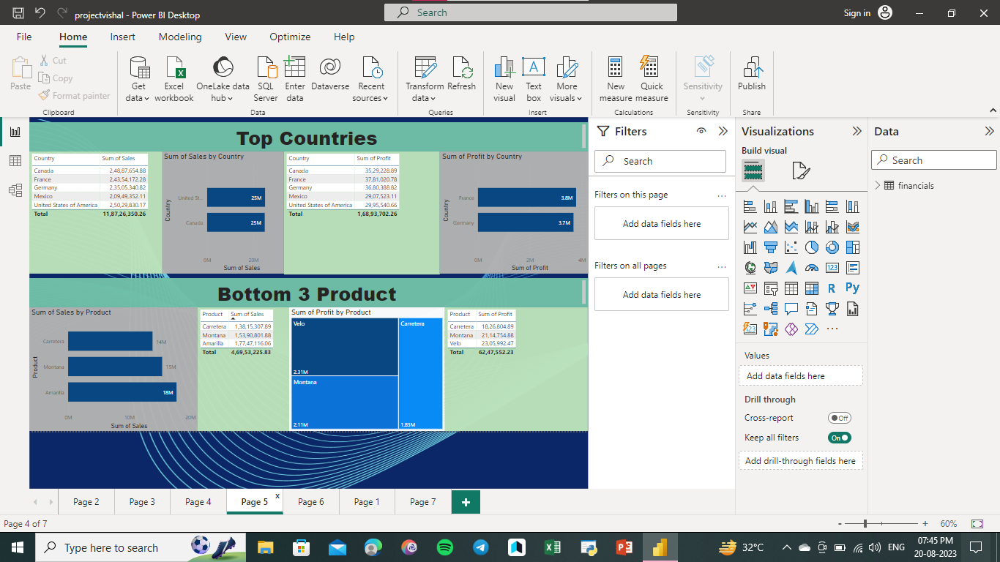 projectvishal - Power BI Desktop
Search
Sign in
File Home Insert Modeling View Optimize Help
Paste
Cut
Copy
Format painter
Clipboard
Get data
Excel workbook
OneLake data hub
SQL Server
Enter data
Dataverse
Recent sources
Data
Transform data
Refresh
Queries
New visual
Text box
More visuals
Insert
New measure
Quick measure
Calculations
Sensitivity
Sensitivity
Publish
Share
Top Countries
Country Sum of Sales
Canada 2,48,87,654.88
France 2,43,54,172.28
Germany 2,35,05,340.82
Mexico 2,09,49,352.11
United States of America 2,50,29,830.17
Total 11,87,26,350.26
Sum of Sales by Country
Country
United St... 25M
Canada 25M
0M 20M
Sum of Sales
Country Sum of Profit
Canada 35,29,228.89
France 37,81,020.78
Germany 36,80,388.82
Mexico 29,07,523.11
United States of America 29,95,540.66
Total 1,68,93,702.26
Sum of Profit by Country
Country
France 3.8M
Germany 3.7M
0M 2M 4M
Sum of Profit
Bottom 3 Product
Sum of Sales by Product
Product
Carretera 14M
Montana 15M
Amarilla 18M
0M 10M 20M
Sum of Sales
Product Sum of Sales
Carretera 1,38,15,307.89
Montana 1,53,90,801.88
Amarilla 1,77,47,116.06
Total 4,69,53,225.83
Sum of Profit by Product
Velo
2.31M
Montana
2.11M
Carretera
1.83M
Product Sum of Profit
Carretera 18,26,804.89
Montana 21,14,754.88
Velo 23,05,992.47
Total 62,47,552.23
Filters
Search
Filters on this page ...
Add data fields here
Filters on all pages ...
Add data fields here
Visualizations
Build visual
123
R
Py
123
...
Values
Add data fields here
Drill through
Cross-report Off
Keep all filters On
Add drill-through fields here
Data
Search
financials
Page 2 Page 3 Page 4 Page 5 x Page 6 Page 1 Page 7 +
Page 4 of 7
- + 60%
Type here to search
32°C
ENG
07:45 PM
20-08-2023